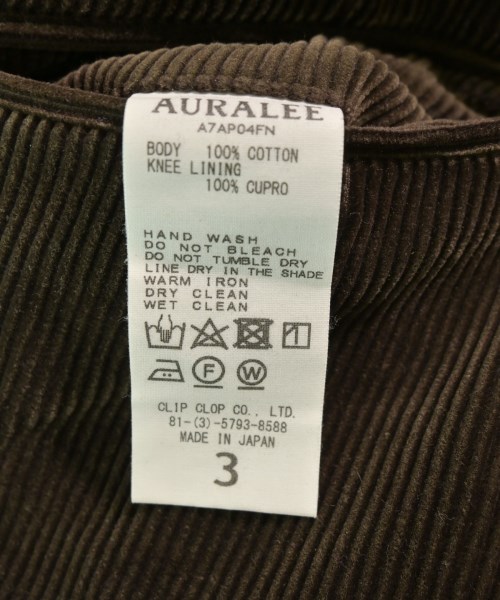 AURALEE
A7AP04FN
BODY 100% COTTON
KNEE LINING
100% CUPRO
HAND WASH
DO NOT BLEACH
DO NOT TUMBLE DRY
LINE DRY IN THE SHADE
WARM IRON
DRY CLEAN
WET CLEAN
F W
CLIP CLOP CO., LTD.
81-(3)-5793-8588
MADE IN JAPAN
3